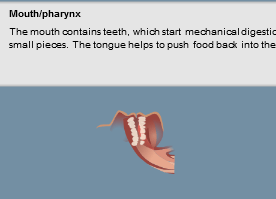 Mouth/pharynx
The mouth contains teeth, which start mechanical
small pieces. The tongue helps to push food back into the